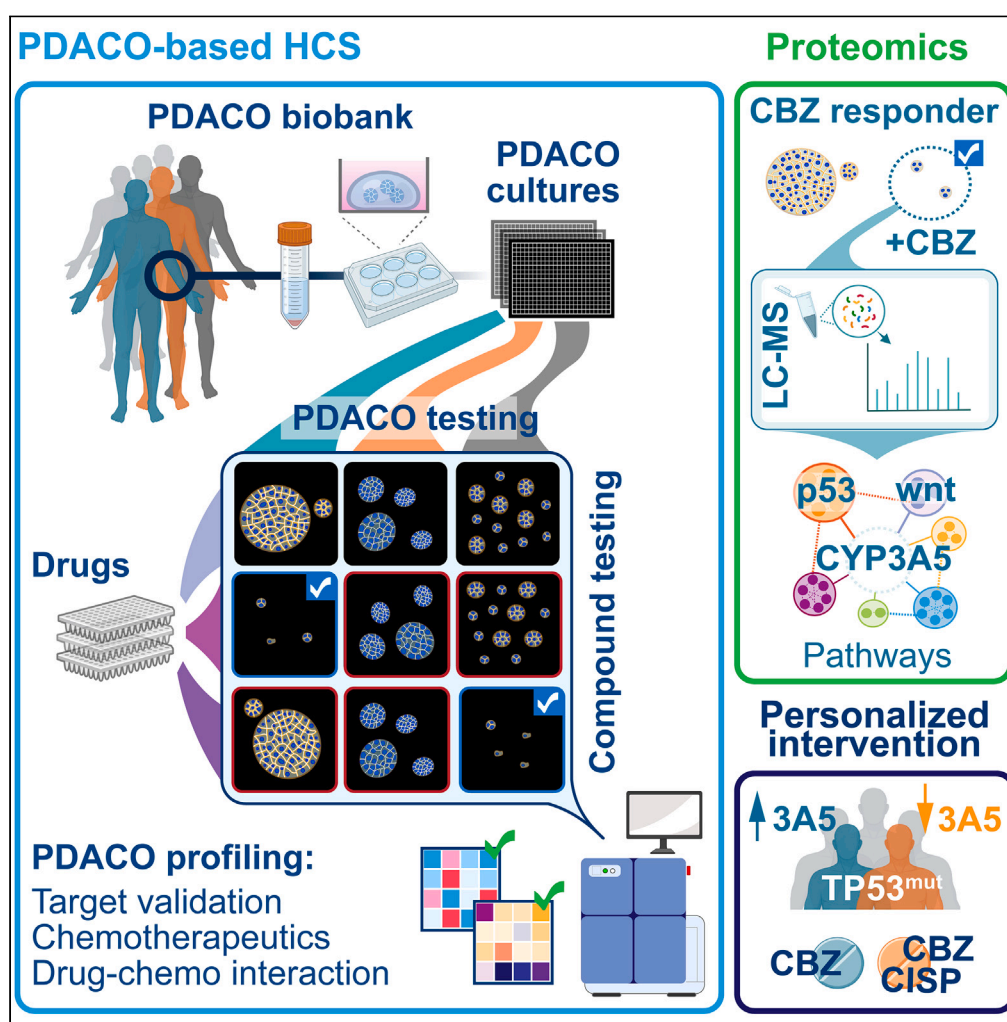 PDACO-based HCS
PDACO biobank
PDACO
cultures
PDACO testing
Drugs
Compound testing
PDACO profiling:
Target validation
Chemotherapeutics
Drug-chemo interaction
Proteomics
CBZ responder
+CBZ
LC-MS
p53
wnt
CYP3A5
Pathways
Personalized
intervention
3A5
3A5
TP53ᵐᵘᵗ
CBZ
CBZ
CISP